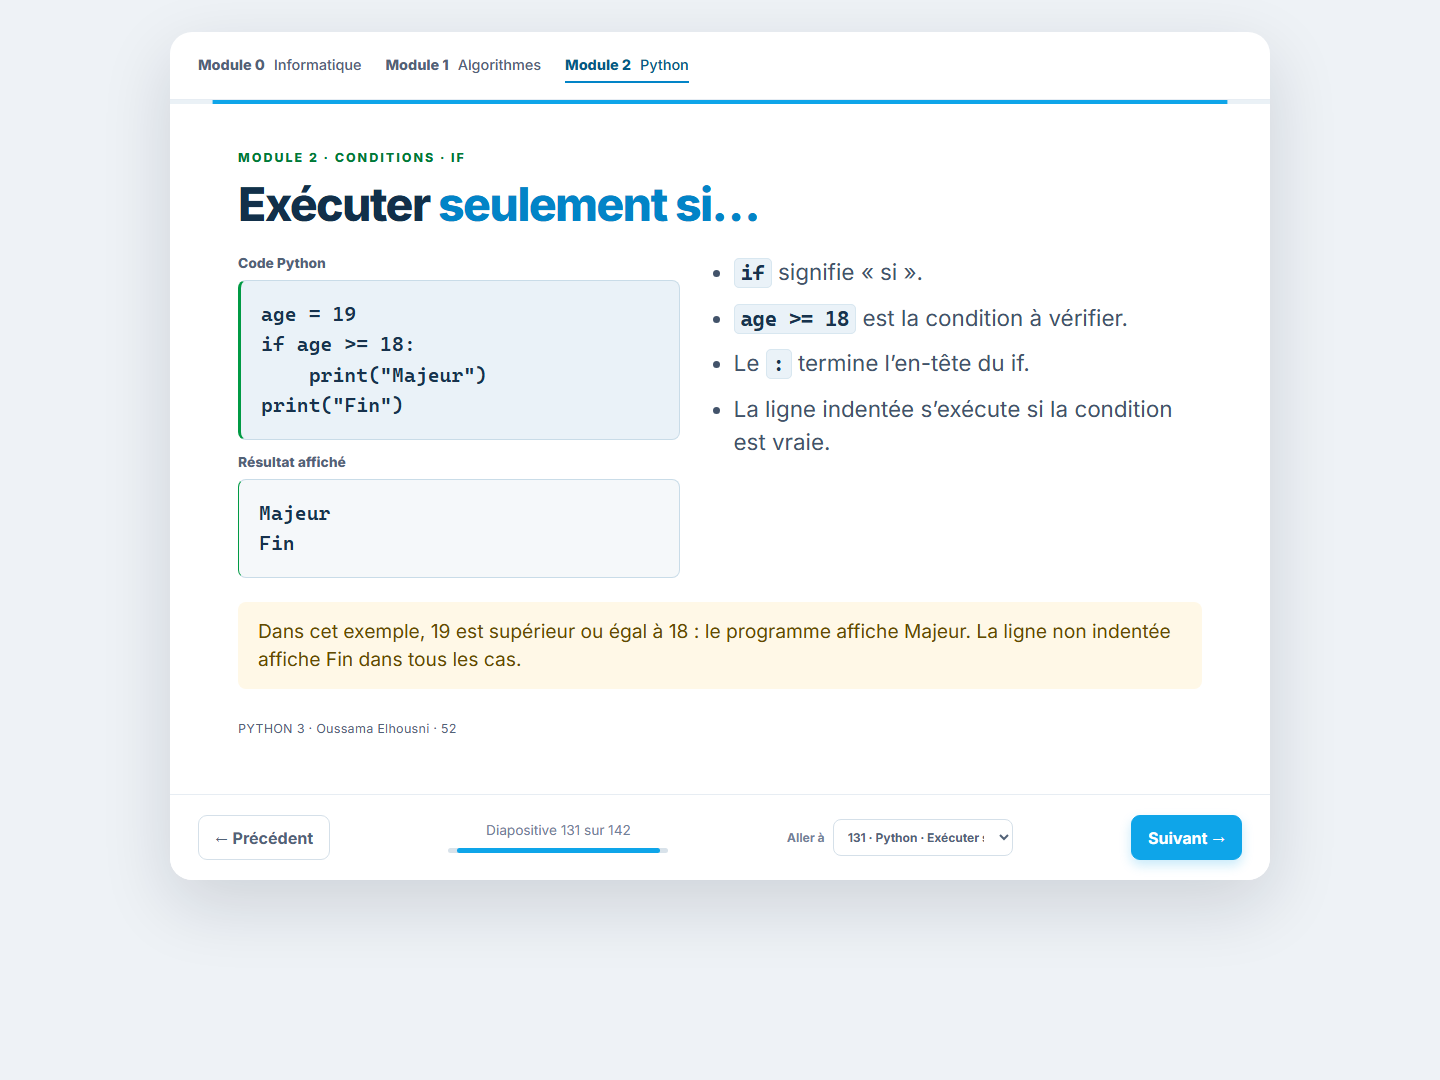 Module 0 Informatique Module 1 Algorithmes Module 2 Python
MODULE 2 · CONDITIONS · IF
Exécuter seulement si…
Code Python
age = 19
if age >= 18:
    print("Majeur")
print("Fin")
Résultat affiché
Majeur
Fin
if signifie « si ».
age >= 18 est la condition à vérifier.
Le : termine l’en-tête du if.
La ligne indentée s’exécute si la condition
est vraie.
Dans cet exemple, 19 est supérieur ou égal à 18 : le programme affiche Majeur. La ligne non indentée
affiche Fin dans tous les cas.
PYTHON 3 · Oussama Elhousni · 52
← Précédent
Diapositive 131 sur 142
Aller à 131 · Python · Exécuter
Suivant →